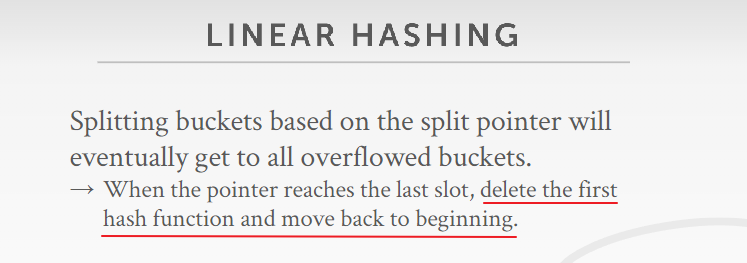 LINEAR HASHING
Splitting buckets based on the split pointer will
eventually get to all overflowed buckets.
→ When the pointer reaches the last slot, delete the first
hash function and move back to beginning.